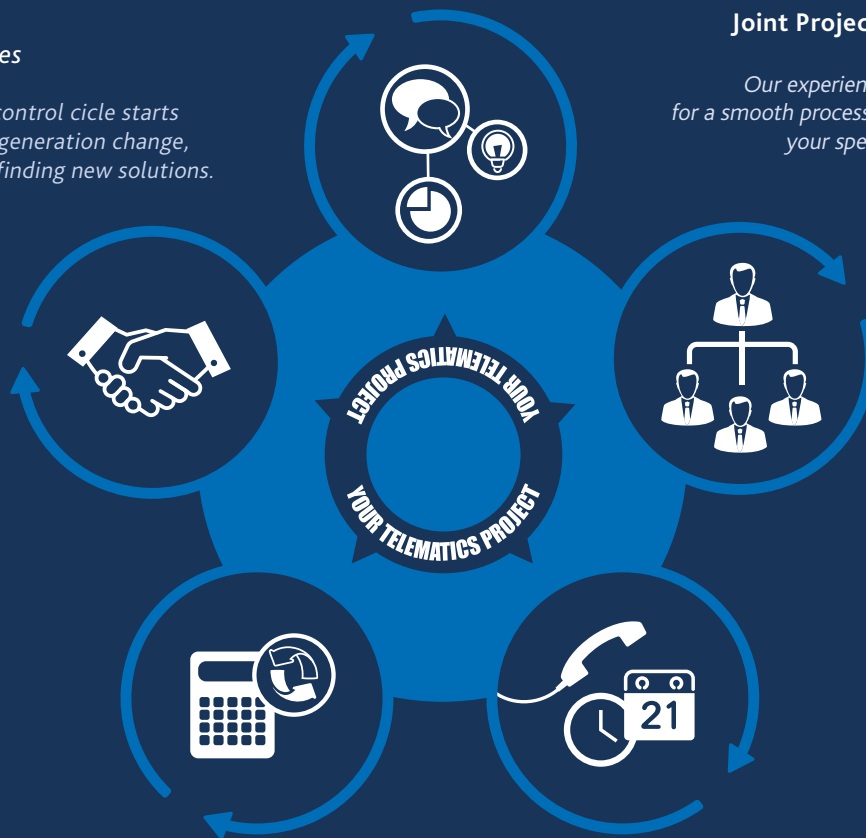 es
control cicle starts
generation change,
finding new solutions.
Joint Projec
Our experien
for a smooth process
your spe
YOUR TELEMATICS PROJECT
YOUR TELEMATICS PROJECT
21